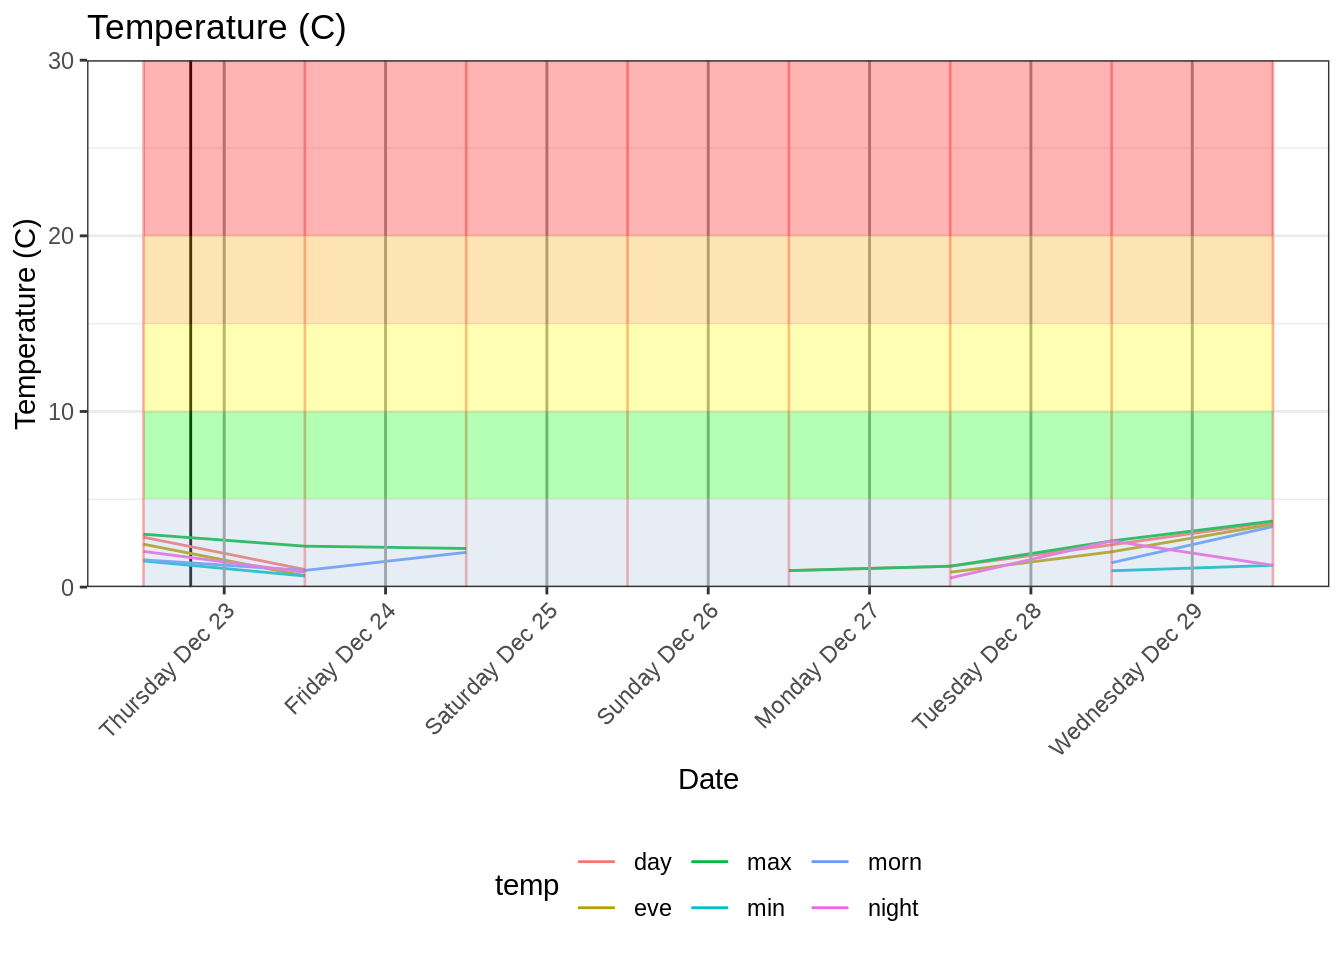 Temperature (C)
30
20
10
0
Temperature (C)
Thursday Dec 23
Friday Dec 24
Saturday Dec 25
Sunday Dec 26
Monday Dec 27
Tuesday Dec 28
Wednesday Dec 29
Date
temp
day
max
morn
eve
min
night